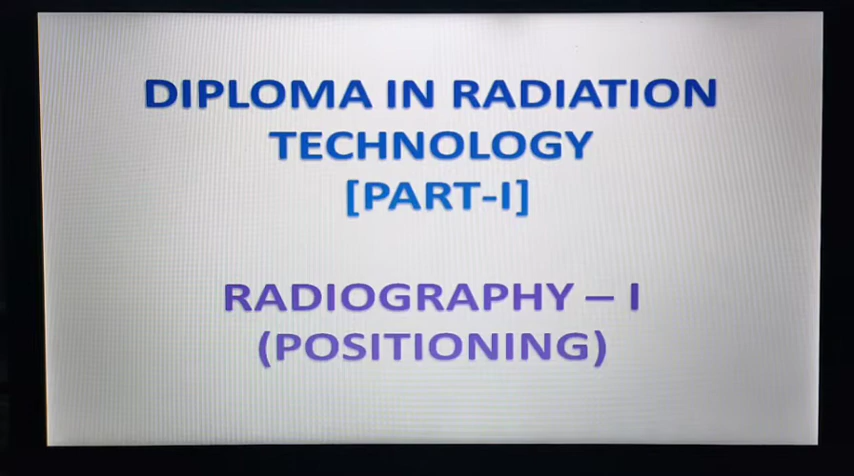 DIPLOMA IN RADIATION
TECHNOLOGY
[PART-I]
RADIOGRAPHY – I
(POSITIONING)